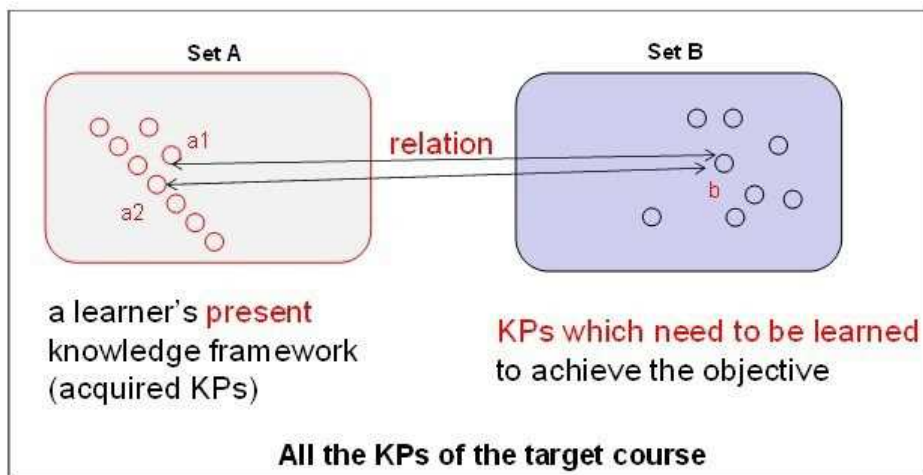 Set A
Set B
a1
relation
a2
b
a learner's present
knowledge framework
(acquired KPs)
KPs which need to be learned
to achieve the objective
All the KPs of the target course